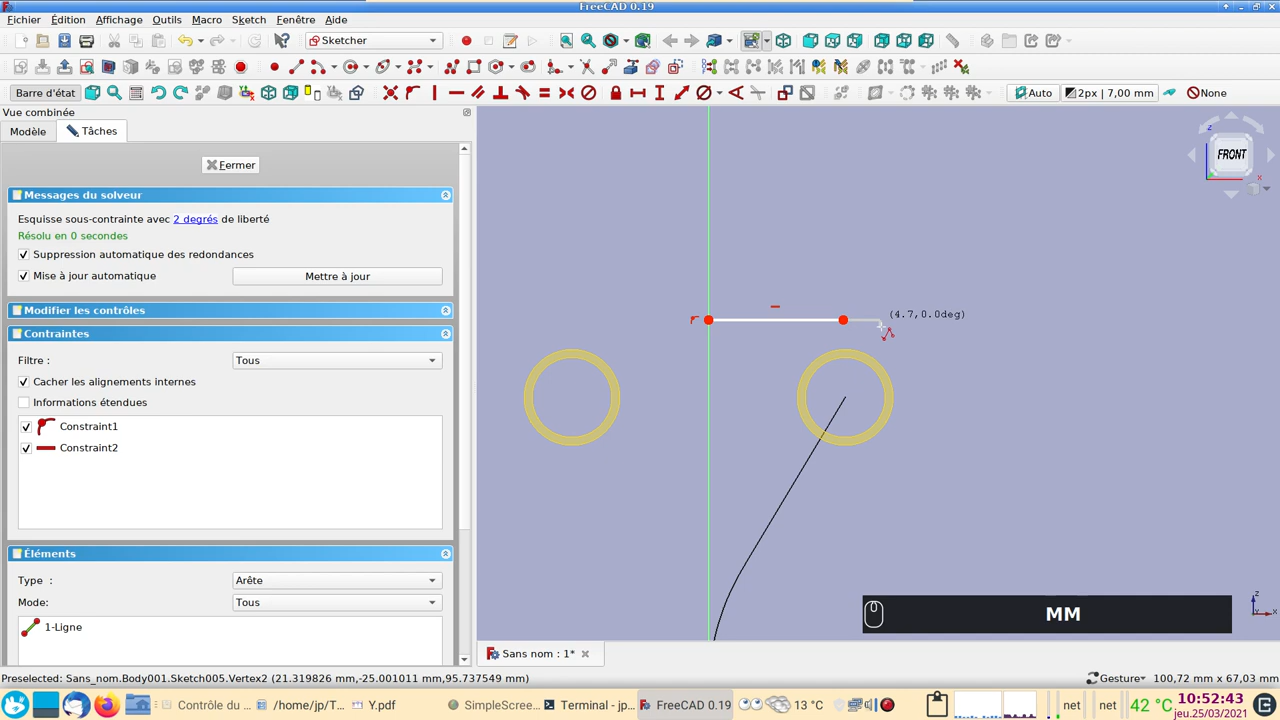 FreeCAD 0.19
Fichier Édition Affichage Outils Macro Sketch Fenêtre Aide
Sketcher
Barre d'état
Auto
2px | 7,00 mm
None
Vue combinée
Modèle
Tâches
Fermer
Messages du solveur
Esquisse sous-contrainte avec 2 degrés de liberté
Résolu en 0 secondes
Suppression automatique des redondances
Mise à jour automatique
Mettre à jour
Modifier les contrôles
Contraintes
Filtre :
Tous
Cacher les alignements internes
Informations étendues
Constraint1
Constraint2
Éléments
Type :
Arête
Mode:
Tous
1-Ligne
(4.7,0.0deg)
FRONT
z
x
MM
z
x
Sans nom : 1*
Preselected: Sans_nom.Body001.Sketch005.Vertex2 (21.319826 mm,-25.001011 mm,95.737549 mm)
Gesture
100,72 mm x 67,03 mm
Contrôle du ...
/home/jp/T...
Y.pdf
SimpleScree...
Terminal - jp...
FreeCAD 0.19
13 °C
net
net
42 °C
10:52:43
jeu.25/03/2021